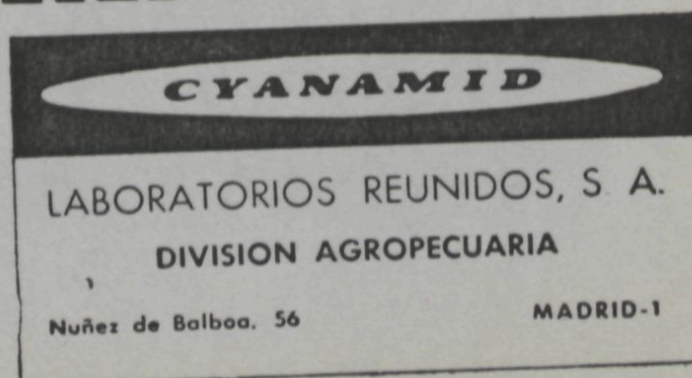 CYANAMID
LABORATORIOS REUNIDOS, S. A.
DIVISION AGROPECUARIA
Nuñez de Balboa. 56 MADRID-1